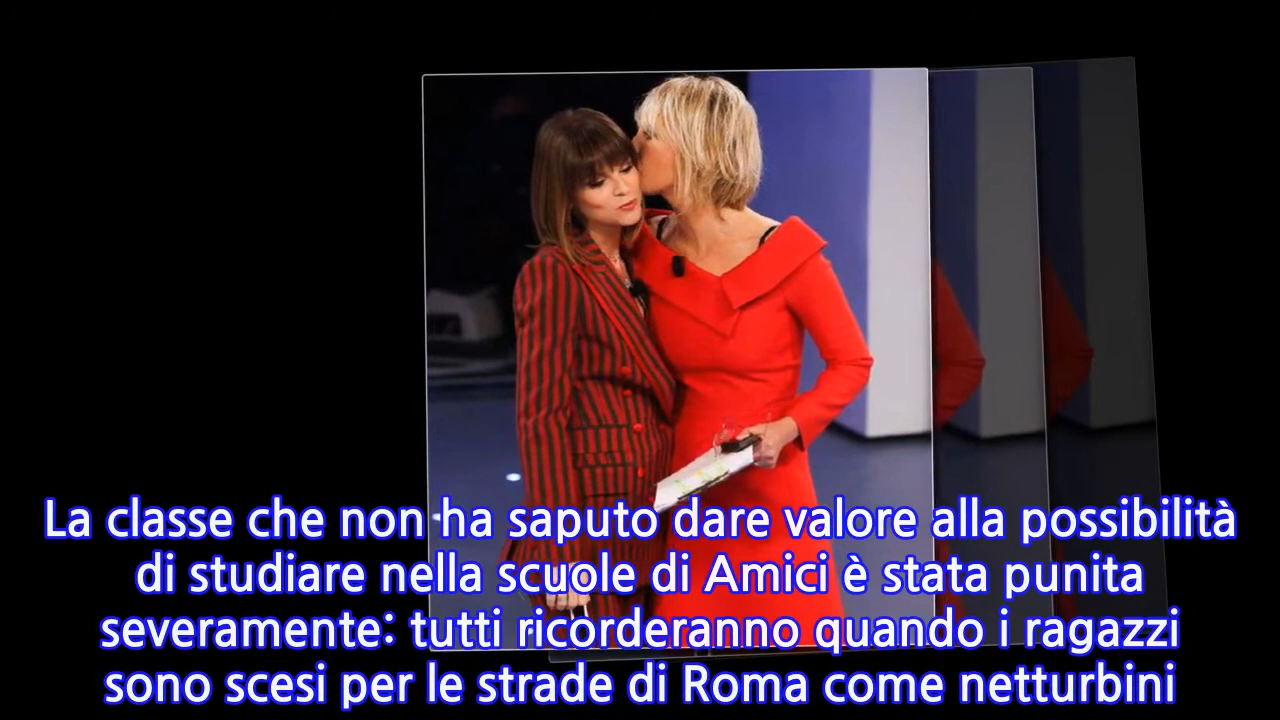 La classe che non ha saputo dare valore alla possibilità
di studiare nella scuole di Amici è stata punita
severamente: tutti ricorderanno quando i ragazzi
sono scesi per le strade di Roma come netturbini